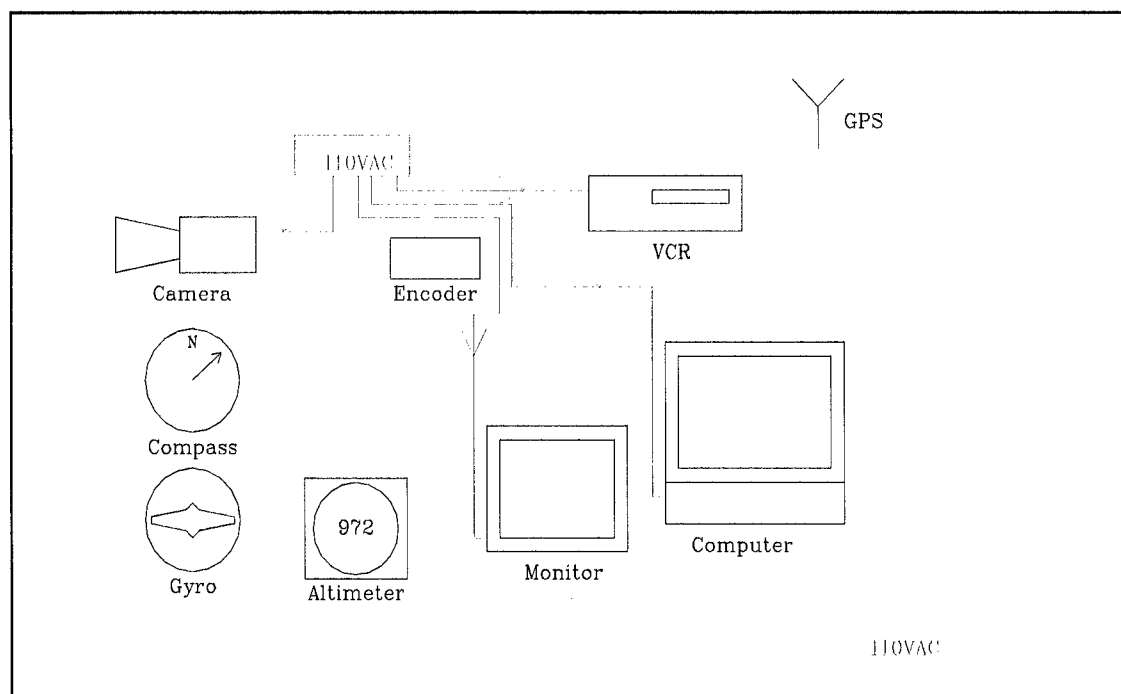 GPS
110VAC
VCR
Camera
Encoder
N
Compass
972
Computer
Monitor
Gyro
Altimeter
110VAC